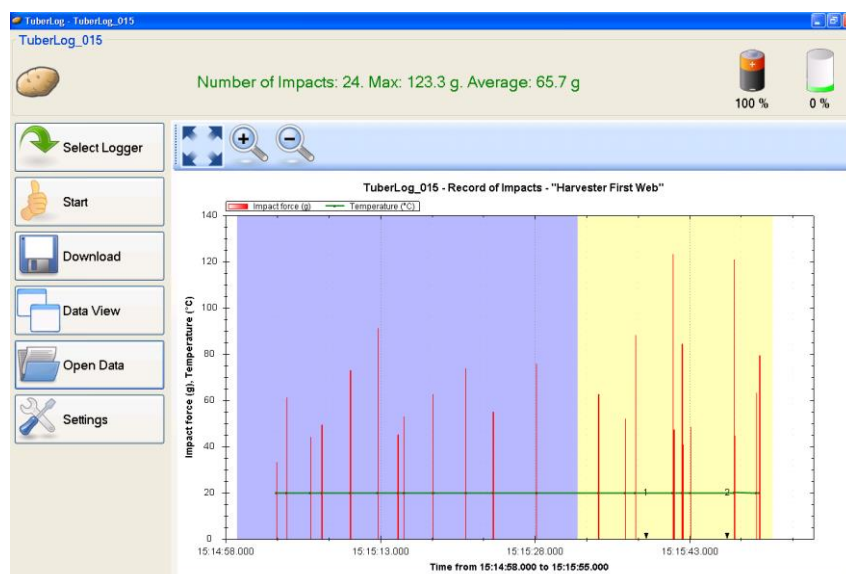 TuberLog - TuberLog_015
TuberLog_015
Number of Impacts: 24. Max: 123.3 g. Average: 65.7 g
100 %
0 %
Select Logger
Start
Download
Data View
Open Data
Settings
TuberLog_015 - Record of Impacts - "Harvester First Web"
Impact force (g)
Temperature (°C)
Impact force (g), Temperature (°C)
140
120
100
80
60
40
20
0
1
2
15:14:58.000
15:15:13.000
15:15:28.000
15:15:43.000
Time from 15:14:58.000 to 15:15:55.000